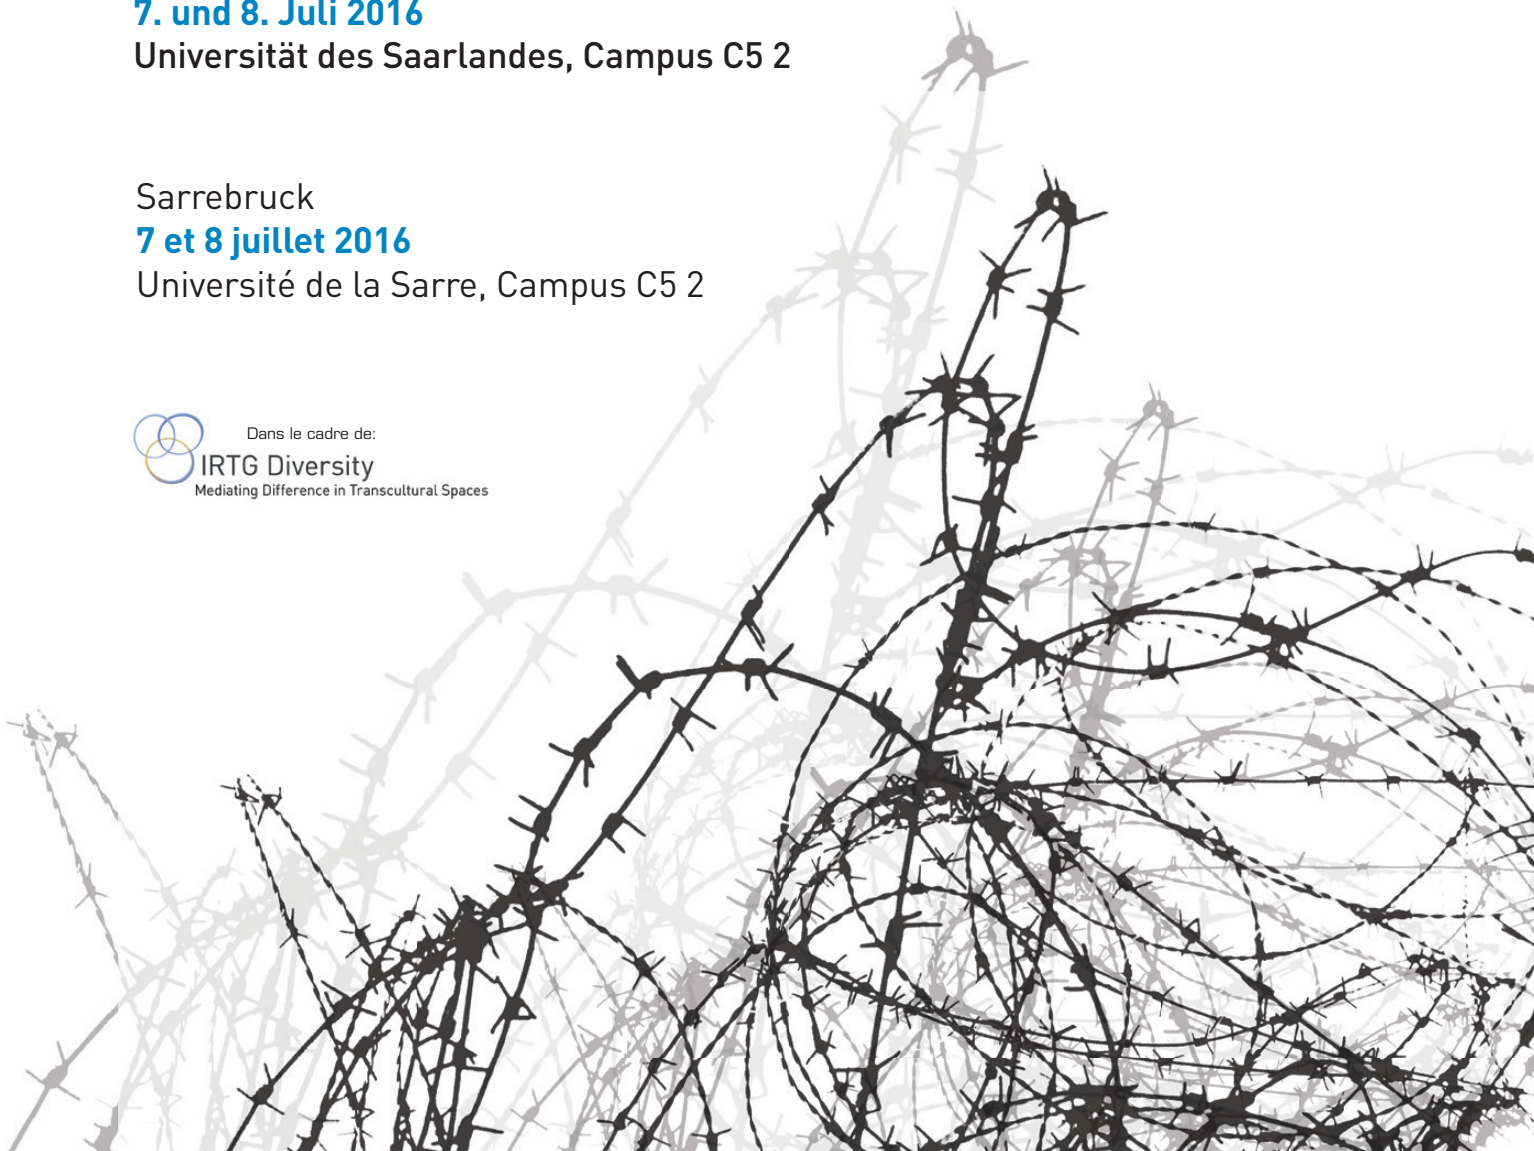 7. und 8. Juli 2016
Universität des Saarlandes, Campus C5 2
Sarrebruck
7 et 8 juillet 2016
Université de la Sarre, Campus C5 2
Dans le cadre de:
IRTG Diversity
Mediating Difference in Transcultural Spaces